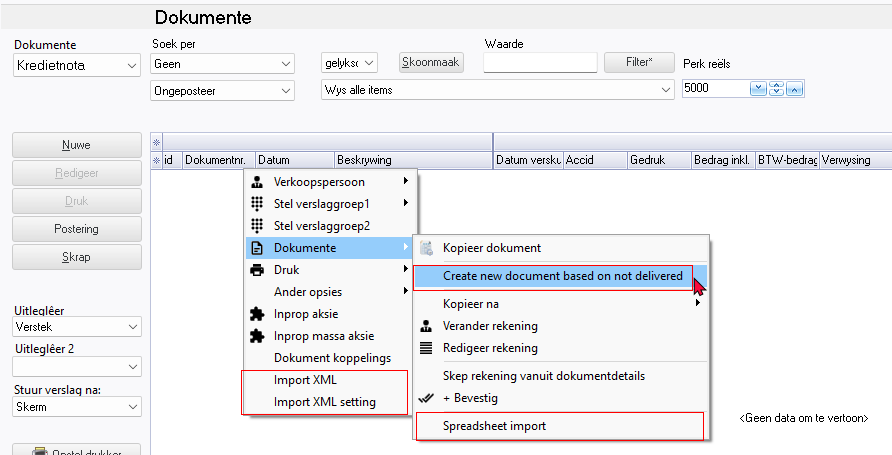 Dokumente
Dokumente
Soek per
Waarde
Kredietnota
Geen
gelyksc
Skoonmaak
Filter*
Perk reëls
Ongeposteer
Wys alle items
5000
Nuwe
Redigeer
Druk
Postering
Skrap
id Dokumentnr. Datum Beskrywing Datum versku Accid Gedruk Bedrag inkl. BTW-bedrag Verwysing
Verkoopspersoon
Stel verslaggroep1
Stel verslaggroep2
Dokumente
Druk
Ander opsies
Inprop aksie
Inprop massa aksie
Dokument koppelings
Import XML
Import XML setting
Kopieer dokument
Create new document based on not delivered
Kopieer na
Verander rekening
Redigeer rekening
Skep rekening vanuit dokumentdetails
+ Bevestig
Spreadsheet import
<Geen data om te vertoon>
Uitleglêer
Verstek
Uitleglêer 2
Stuur verslag na:
Skerm
Opstel drukker